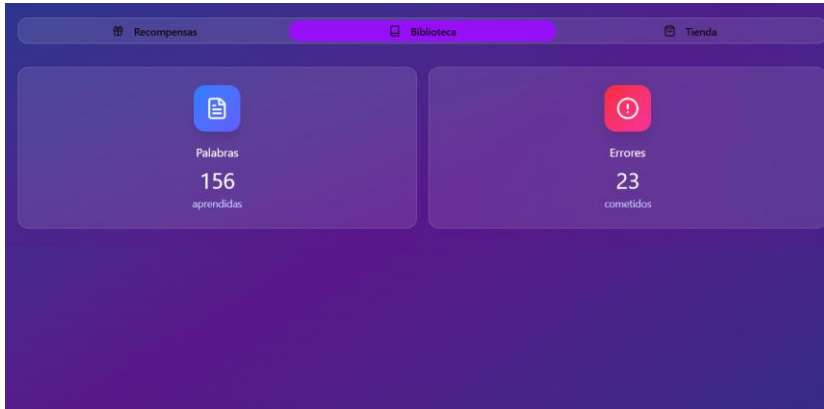 Recompensas
Biblioteca
Tienda
Palabras
156
aprendidas
Errores
23
cometidos